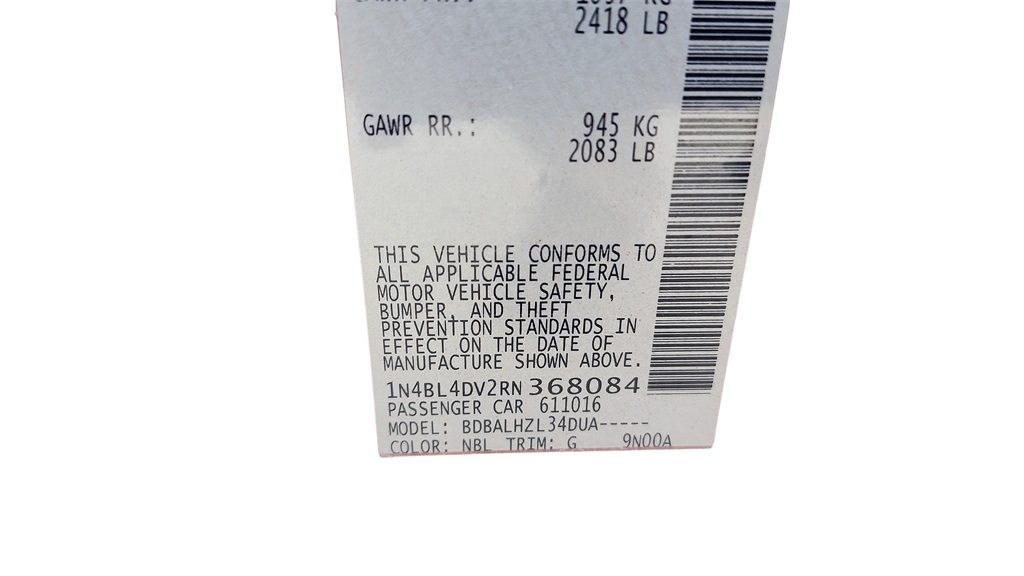 2418 LB
GAWR RR.: 945 KG
2083 LB
THIS VEHICLE CONFORMS TO
ALL APPLICABLE FEDERAL
MOTOR VEHICLE SAFETY,
BUMPER, AND THEFT
PREVENTION STANDARDS IN
EFFECT ON THE DATE OF
MANUFACTURE SHOWN ABOVE.
1N4BL4DV2RN368084
PASSENGER CAR 611016
MODEL: BDBALHZL34DUA-----
COLOR: NBL TRIM: G 9N00A